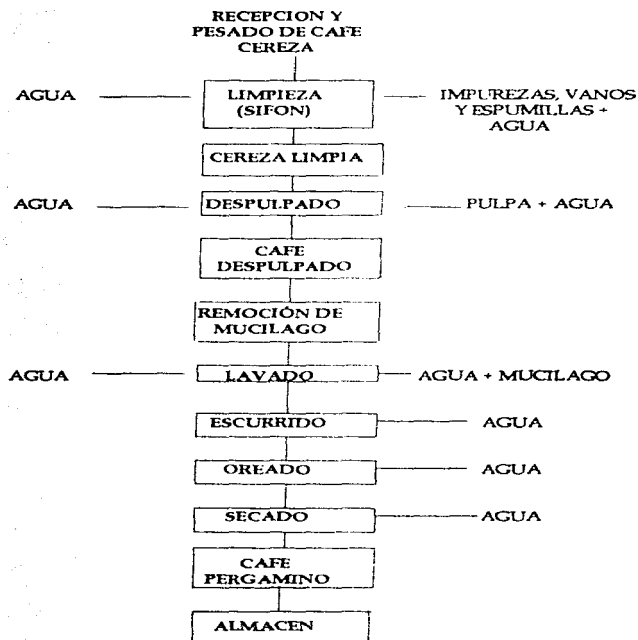 RECEPCION Y
PESADO DE CAFE
CEREZA
AGUA
LIMPIEZA
(SIFON)
IMPUREZAS, VANOS
Y ESPUMILLAS +
AGUA
CEREZA LIMPIA
AGUA
DESPULPADO
PULPA + AGUA
CAFE
DESPULPADO
REMOCIÓN DE
MUCILAGO
AGUA
LAVADO
AGUA + MUCILAGO
ESCURRIDO
AGUA
OREADO
AGUA
SECADO
AGUA
CAFE
PERGAMINO
ALMACEN